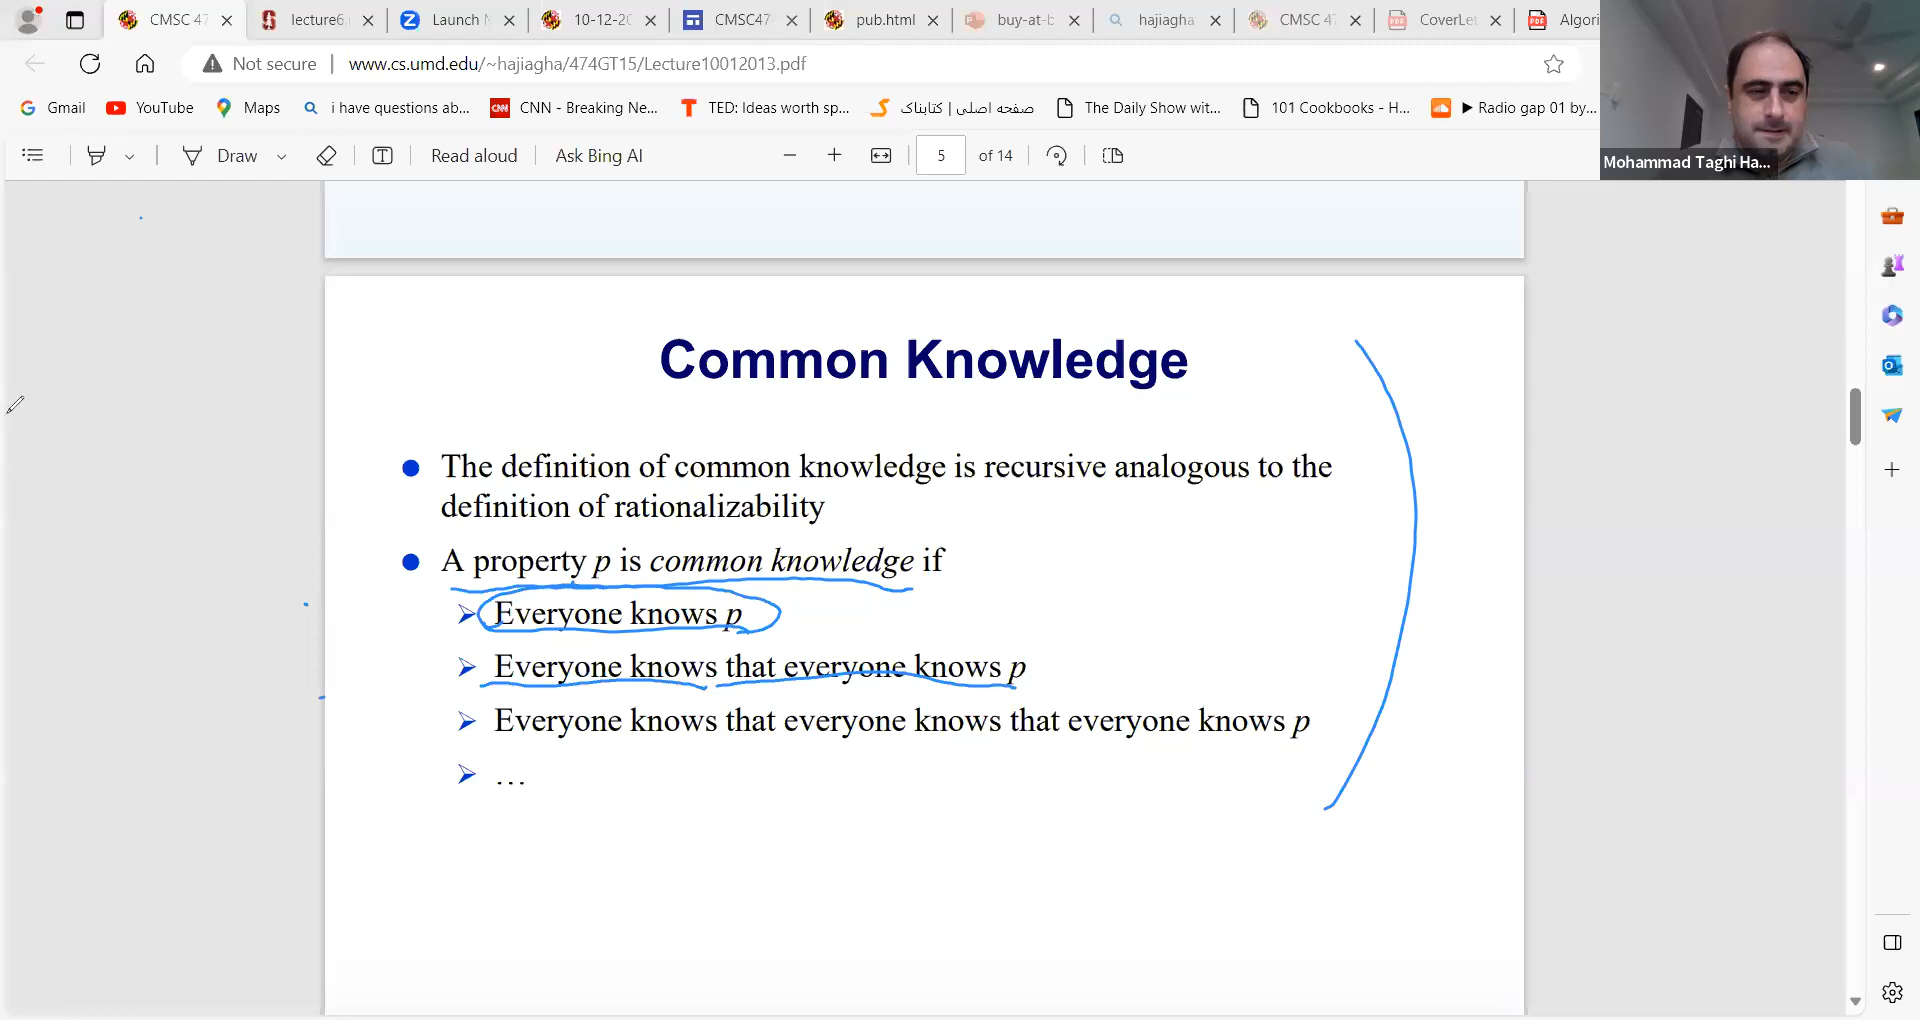 CMSC 47
lecture6.
Launch M
10-12-20
CMSC47
pub.html
buy-at-b
hajiagha
CMSC 47
CoverLet
Algori
Not secure
www.cs.umd.edu/~hajiagha/474GT15/Lecture10012013.pdf
Gmail
YouTube
Maps
i have questions ab...
CNN - Breaking Ne...
TED: Ideas worth sp...
صفحه اصلی | کتابناک
The Daily Show wit...
101 Cookbooks - H...
▶ Radio gap 01 by...
Draw
Read aloud
Ask Bing AI
5
of 14
Mohammad Taghi Ha...
Common Knowledge
The definition of common knowledge is recursive analogous to the
definition of rationalizability
A property p is common knowledge if
Everyone knows p
Everyone knows that everyone knows p
Everyone knows that everyone knows that everyone knows p
…